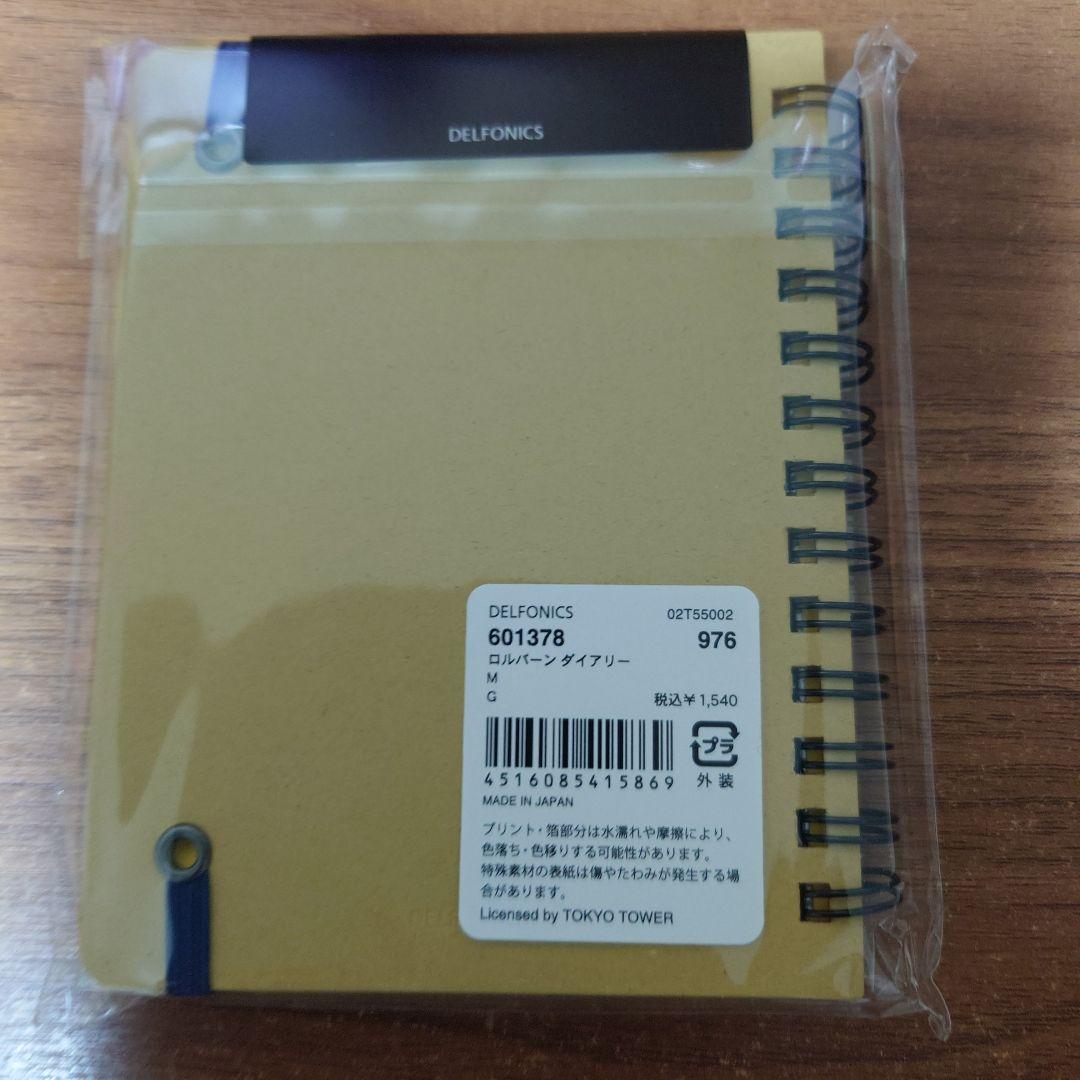 DELFONICS
DELFONICS 02T55002
601378 976
ロルバーン ダイアリー
M
G 税込¥1,540
プラ
4516085415869 外装
MADE IN JAPAN
プリント・箔部分は水濡れや摩擦により、
色落ち・色移りする可能性があります。
特殊素材の表紙は傷やたわみが発生する場
合があります。
Licensed by TOKYO TOWER